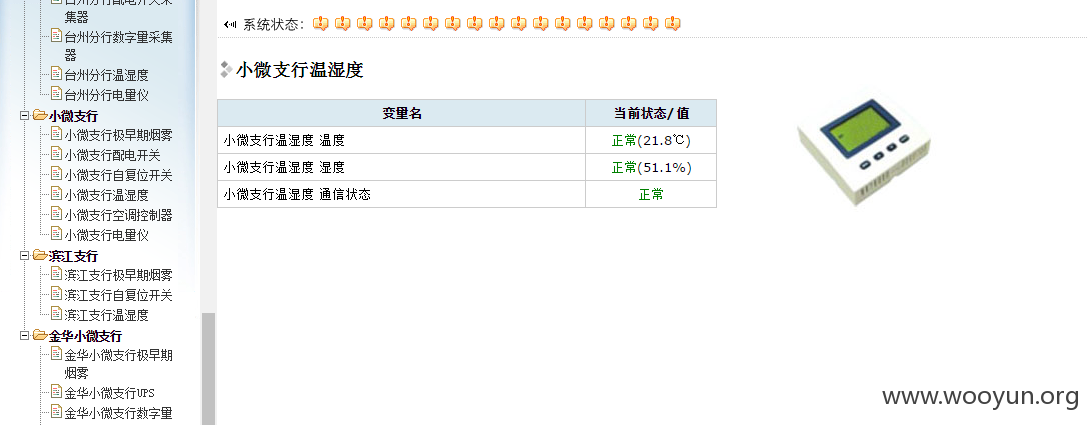 台州分行配电开关采
集器
台州分行数字量采集
器
台州分行温湿度
台州分行电量仪
小微支行
小微支行极早期烟雾
小微支行配电开关
小微支行自复位开关
小微支行温湿度
小微支行空调控制器
小微支行电量仪
滨江支行
滨江支行极早期烟雾
滨江支行自复位开关
滨江支行温湿度
金华小微支行
金华小微支行极早期
烟雾
金华小微支行UPS
金华小微支行数字量
系统状态：
小微支行温湿度
变量名 当前状态/值
小微支行温湿度 温度 正常(21.8℃)
小微支行温湿度 湿度 正常(51.1%)
小微支行温湿度 通信状态 正常
www.wooyun.org